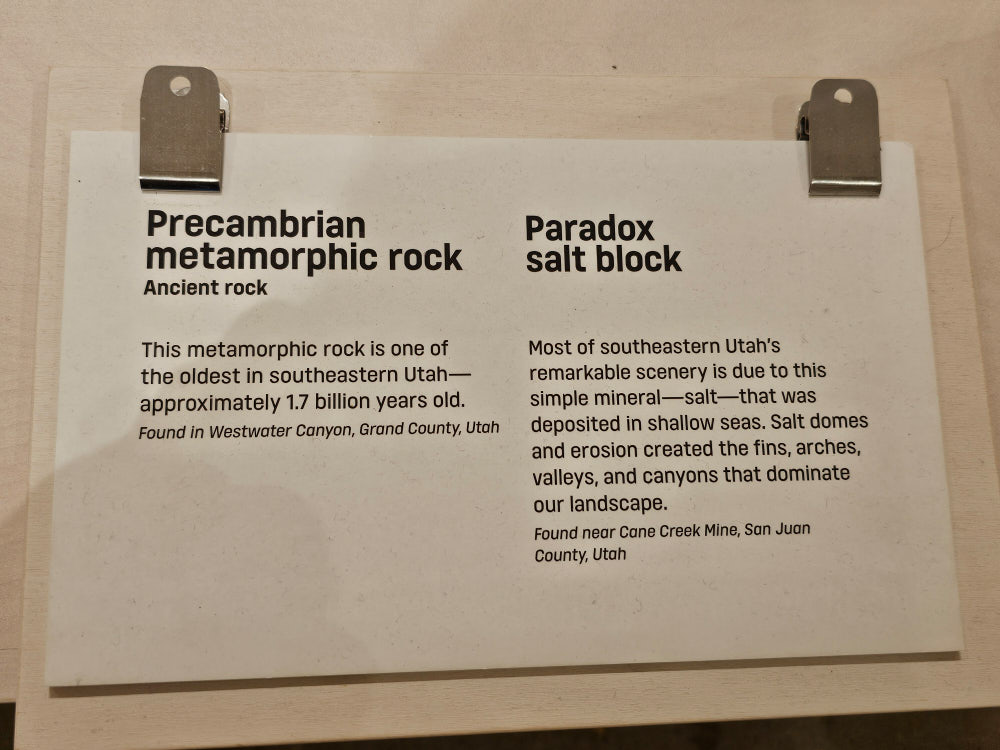 Precambrian
metamorphic rock
Ancient rock
This metamorphic rock is one of
the oldest in southeastern Utah—
approximately 1.7 billion years old.
Found in Westwater Canyon, Grand County, Utah
Paradox
salt block
Most of southeastern Utah's
remarkable scenery is due to this
simple mineral—salt—that was
deposited in shallow seas. Salt domes
and erosion created the fins, arches,
valleys, and canyons that dominate
our landscape.
Found near Cane Creek Mine, San Juan
County, Utah